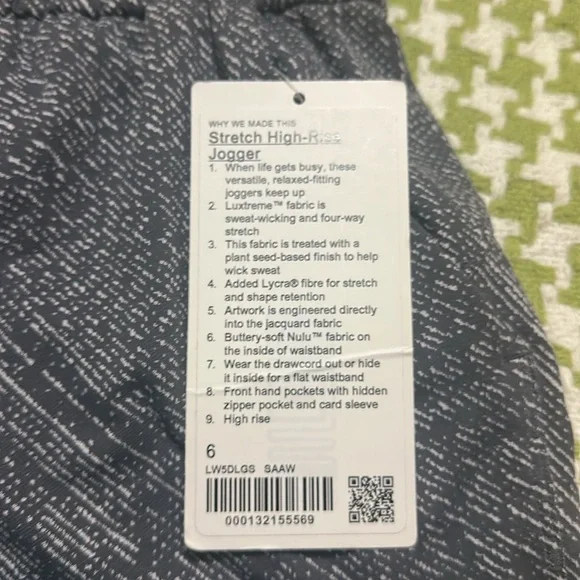 WHY WE MADE THIS
Stretch High-Rise
Jogger
1. When life gets busy, these
versatile, relaxed-fitting
joggers keep up
2. Luxtreme™ fabric is
sweat-wicking and four-way
stretch
3. This fabric is treated with a
plant seed-based finish to help
wick sweat
4. Added Lycra® fibre for stretch
and shape retention
5. Artwork is engineered directly
into the jacquard fabric
6. Buttery-soft Nulu™ fabric on
the inside of waistband
7. Wear the drawcord out or hide
it inside for a flat waistband
8. Front hand pockets with hidden
zipper pocket and card sleeve
9. High rise
6
LW5DLGS SAAW
000132155569